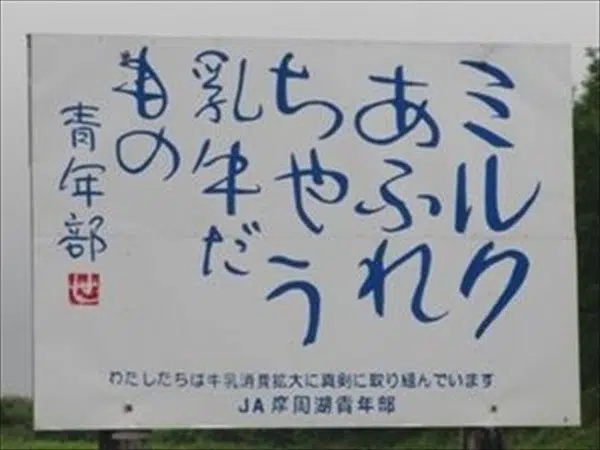 ミルク
あふれ
ちゃう
乳牛だ
もの
青年部
わたしたちは牛乳消費拡大に真剣に取り組んでいます
JA摩周湖青年部